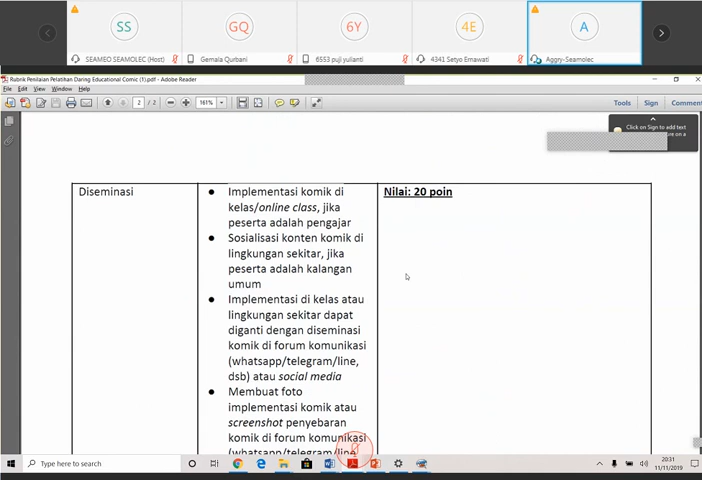 SS
GQ
6Y
4E
A
SEAMEO SEAMOLEC (Host)
Gemala Qurbani
6553 puji yulianti
4341 Setyo Ernawati
Aggry-Seamolec
Rubrik Penilaian Pelatihan Daring Educational Comic (1).pdf - Adobe Reader
File Edit View Window Help
2 / 2
161%
Tools
Sign
Comment
Click on Sign to add text
Diseminasi
● Implementasi komik di
kelas/online class, jika
peserta adalah pengajar
● Sosialisasi konten komik di
lingkungan sekitar, jika
peserta adalah kalangan
umum
● Implementasi di kelas atau
lingkungan sekitar dapat
diganti dengan diseminasi
komik di forum komunikasi
(whatsapp/telegram/line,
dsb) atau social media
● Membuat foto
implementasi komik atau
screenshot penyebaran
komik di forum komunikasi
(whatsapp/telegram/line
Nilai: 20 poin
Type here to search
20:31
11/11/2019